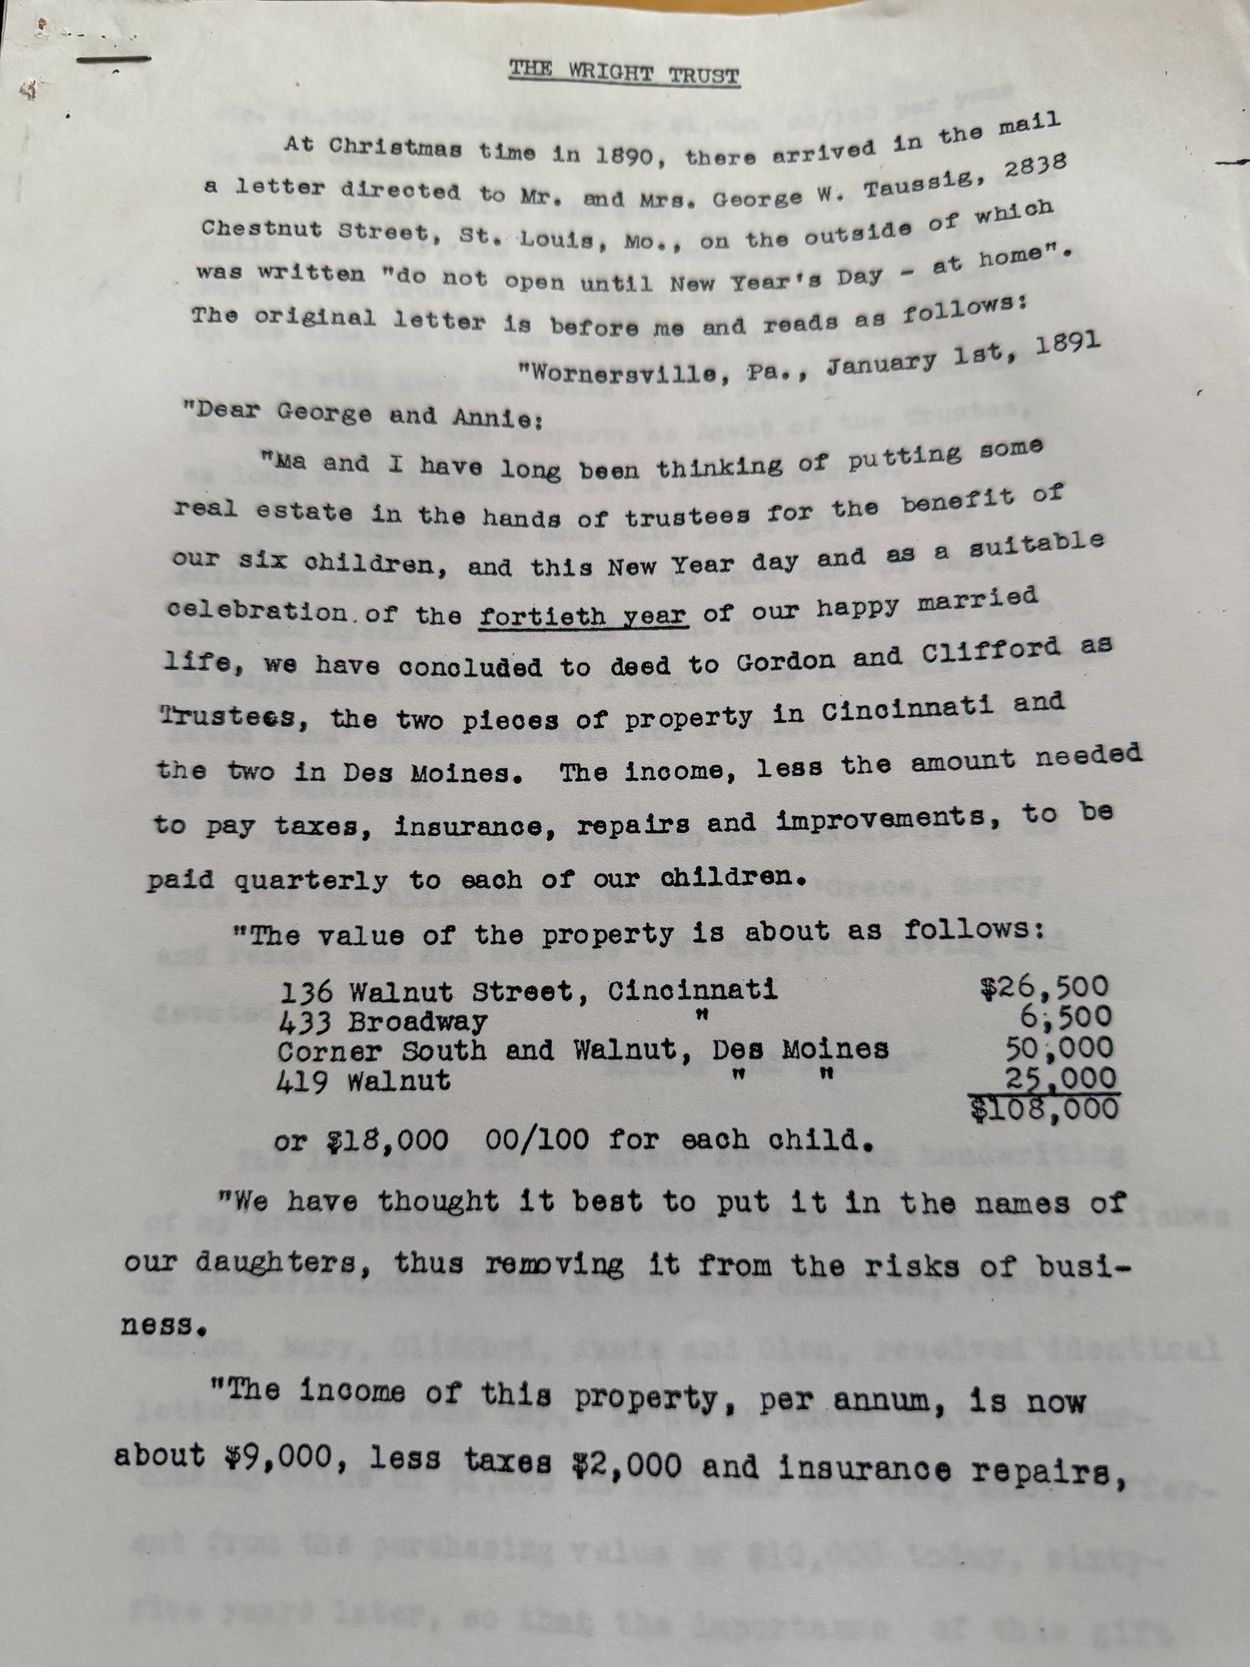 THE WRIGHT TRUST
At Christmas time in 1890, there arrived in the mail
a letter directed to Mr. and Mrs. George W. Taussig, 2838
Chestnut Street, St. Louis, Mo., on the outside of which
was written "do not open until New Year's Day - at home".
The original letter is before me and reads as follows:
"Wornersville, Pa., January 1st, 1891
"Dear George and Annie:
"Ma and I have long been thinking of putting some
real estate in the hands of trustees for the benefit of
our six children, and this New Year day and as a suitable
celebration of the fortieth year of our happy married
life, we have concluded to deed to Gordon and Clifford as
Trustees, the two pieces of property in Cincinnati and
the two in Des Moines. The income, less the amount needed
to pay taxes, insurance, repairs and improvements, to be
paid quarterly to each of our children.
"The value of the property is about as follows:
136 Walnut Street, Cincinnati $26,500
433 Broadway " 6,500
Corner South and Walnut, Des Moines 50,000
419 Walnut " " 25,000
$108,000
or $18,000 00/100 for each child.
"We have thought it best to put it in the names of
our daughters, thus removing it from the risks of busi-
ness.
"The income of this property, per annum, is now
about $9,000, less taxes $2,000 and insurance repairs,